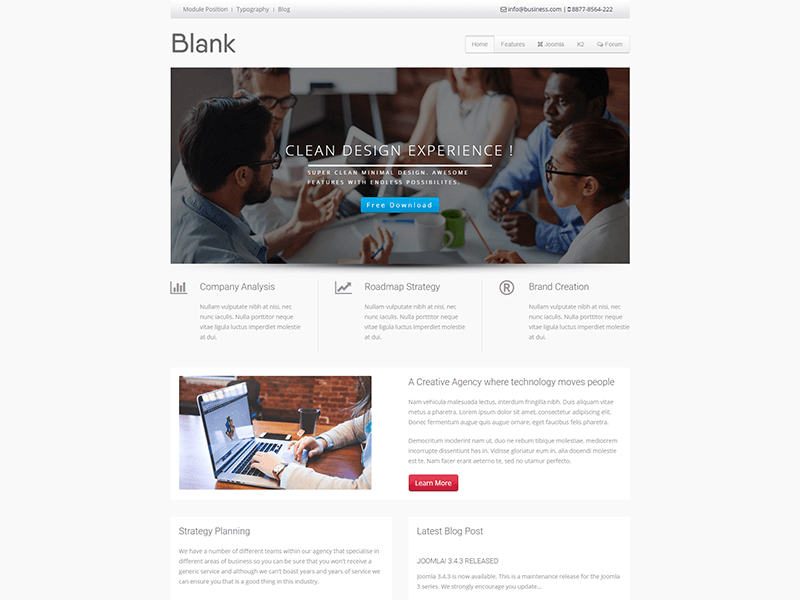 Module Position | Typography | Blog
info@business.com | 8877-8564-222
Blank
Home Features Joomla K2 Forum
CLEAN DESIGN EXPERIENCE !
SUPER CLEAN MINIMAL DESIGN. AWESOME
FEATURES WITH ENDLESS POSSIBILITES.
Free Download
Company Analysis
Nullam vulputate nibh at nisi, nec
nunc iaculis. Nulla porttitor neque
vitae ligula luctus imperdiet molestie
at dui.
Roadmap Strategy
Nullam vulputate nibh at nisi, nec
nunc iaculis. Nulla porttitor neque
vitae ligula luctus imperdiet molestie
at dui.
Brand Creation
Nullam vulputate nibh at nisi, nec
nunc iaculis. Nulla porttitor neque
vitae ligula luctus imperdiet molestie
at dui.
A Creative Agency where technology moves people
Nam vehicula malesuada lectus, interdum fringilla nibh. Duis aliquam vitae
metus a pharetra. Lorem ipsum dolor sit amet, consectetur adipiscing elit.
Donec fermentum augue quis augue ornare, eget faucibus felis pharetra.
Democritum inciderint nam ut, duo ne rebum tibique molestiae, mediocrem
incorrupte dissentiunt has in. Vidisse gloriatur eum in, alia dooendi molestie
est te. Nam facer erant aeterno te, sed no utamur perfecto.
Learn More
Strategy Planning
We have a number of different teams within our agency that specialise in
different areas of business so you can be sure that you won't receive a
generic service and although we can't boast years and years of service we
can ensure you that is a good thing in this industry.
Latest Blog Post
JOOMLA! 3.4.3 RELEASED
Joomla 3.4.3 is now available. This is a maintenance release for the Joomla
3 series. We strongly encourage you update...